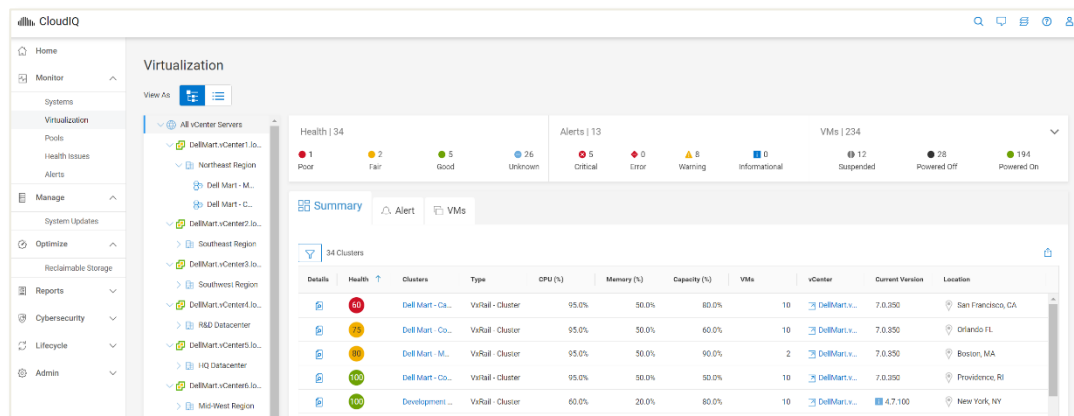 DELL CloudIQ
Home
Monitor
Systems
Virtualization
Pools
Health Issues
Alerts
Manage
System Updates
Optimize
Reclaimable Storage
Reports
Cybersecurity
Lifecycle
Admin
Virtualization
View As
All vCenter Servers
DellMart.vCenter1.lo...
Northeast Region
Dell Mart - M...
Dell Mart - C...
DellMart.vCenter2.lo...
Southeast Region
DellMart.vCenter3.lo...
Southwest Region
DellMart.vCenter4.lo...
R&D Datacenter
DellMart.vCenter5.lo...
HQ Datacenter
DellMart.vCenter6.lo...
Mid-West Region
Health | 34
1 2 5 26
Poor Fair Good Unknown
Alerts | 13
5 0 8 0
Critical Error Warning Informational
VMs | 234
12 28 194
Suspended Powered Off Powered On
Summary Alert VMs
34 Clusters
Details Health Clusters Type CPU (%) Memory (%) Capacity (%) VMs vCenter Current Version Location
60 Dell Mart - Ca... VxRail - Cluster 95.0% 50.0% 80.0% 10 DellMart.v... 7.0.350 San Francisco, CA
75 Dell Mart - Co... VxRail - Cluster 95.0% 50.0% 60.0% 10 DellMart.v... 7.0.350 Orlando FL
80 Dell Mart - M... VxRail - Cluster 95.0% 50.0% 90.0% 2 DellMart.v... 7.0.350 Boston, MA
100 Dell Mart - Co... VxRail - Cluster 95.0% 50.0% 50.0% 10 DellMart.v... 7.0.350 Providence, RI
100 Development ... VxRail - Cluster 60.0% 20.0% 80.0% 10 DellMart.v... 4.7.100 New York, NY